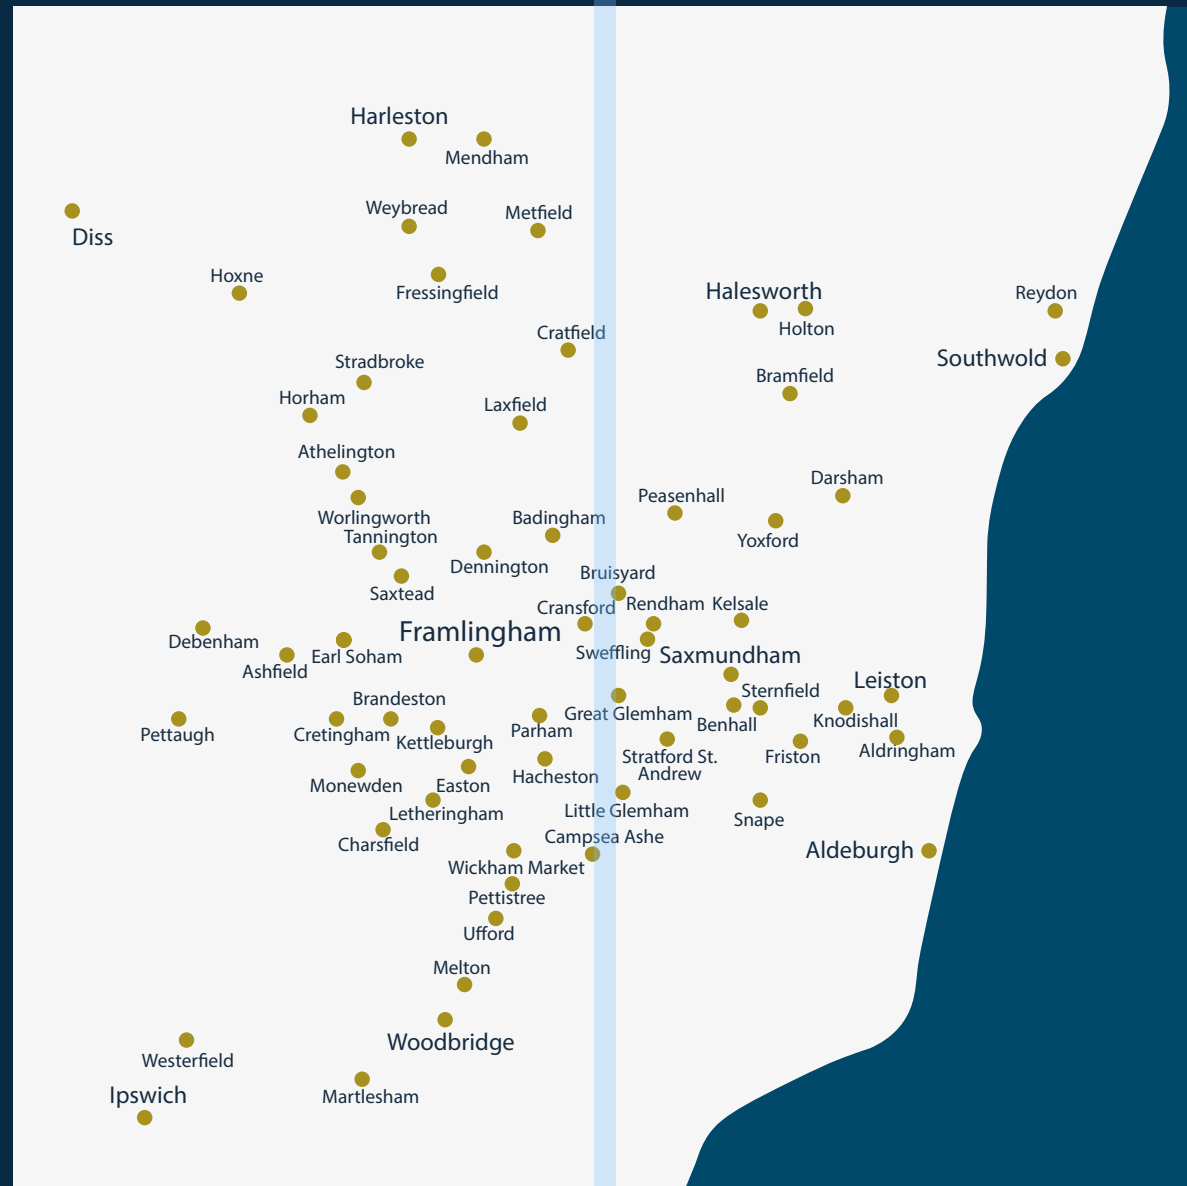 Harleston
Mendham
Weybread
Metfield
Diss
Hoxne
Fressingfield
Halesworth
Reydon
Holton
Cratfield
Southwold
Stradbroke
Bramfield
Horham
Laxfield
Athelington
Darsham
Peasenhall
Worlingworth
Badingham
Tannington
Yoxford
Dennington
Bruisyard
Saxtead
Cransford
Rendham
Kelsale
Framlingham
Debenham
Earl Soham
Sweffling
Saxmundham
Ashfield
Leiston
Sternfield
Brandeston
Great Glemham
Knodishall
Benhall
Pettaugh
Cretingham
Kettleburgh
Parham
Aldringham
Stratford St.
Andrew
Friston
Hacheston
Monewden
Easton
Letheringham
Little Glemham
Snape
Campsea Ashe
Charsfield
Aldeburgh
Wickham Market
Pettistree
Ufford
Melton
Woodbridge
Westerfield
Ipswich
Martlesham